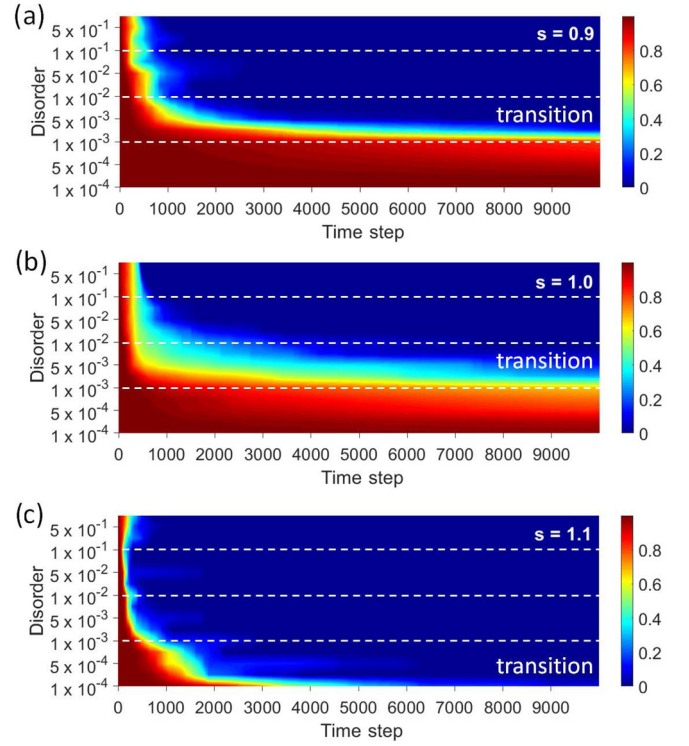 (a)
s = 0.9
transition
Disorder
5 x 10⁻¹
1 x 10⁻¹
5 x 10⁻²
1 x 10⁻²
5 x 10⁻³
1 x 10⁻³
5 x 10⁻⁴
1 x 10⁻⁴
0 1000 2000 3000 4000 5000 6000 7000 8000 9000
Time step
0.8
0.6
0.4
0.2
0
(b)
s = 1.0
transition
Disorder
5 x 10⁻¹
1 x 10⁻¹
5 x 10⁻²
1 x 10⁻²
5 x 10⁻³
1 x 10⁻³
5 x 10⁻⁴
1 x 10⁻⁴
0 1000 2000 3000 4000 5000 6000 7000 8000 9000
Time step
0.8
0.6
0.4
0.2
0
(c)
s = 1.1
transition
Disorder
5 x 10⁻¹
1 x 10⁻¹
5 x 10⁻²
1 x 10⁻²
5 x 10⁻³
1 x 10⁻³
5 x 10⁻⁴
1 x 10⁻⁴
0 1000 2000 3000 4000 5000 6000 7000 8000 9000
Time step
0.8
0.6
0.4
0.2
0